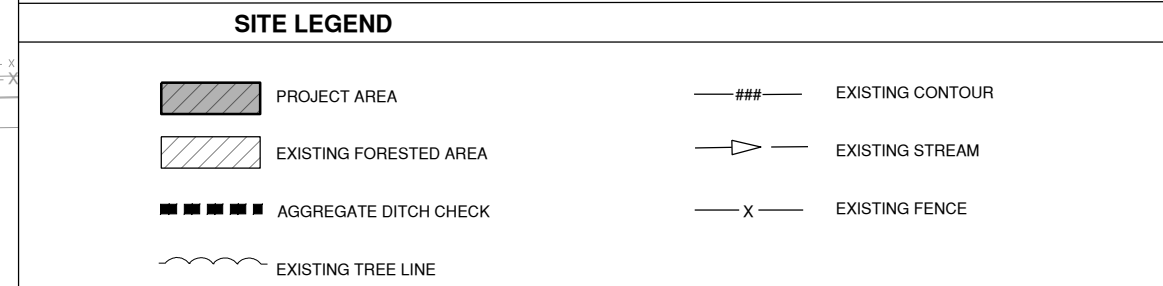 SITE LEGEND
X
X
PROJECT AREA
EXISTING FORESTED AREA
AGGREGATE DITCH CHECK
EXISTING TREE LINE
### EXISTING CONTOUR
EXISTING STREAM
X EXISTING FENCE